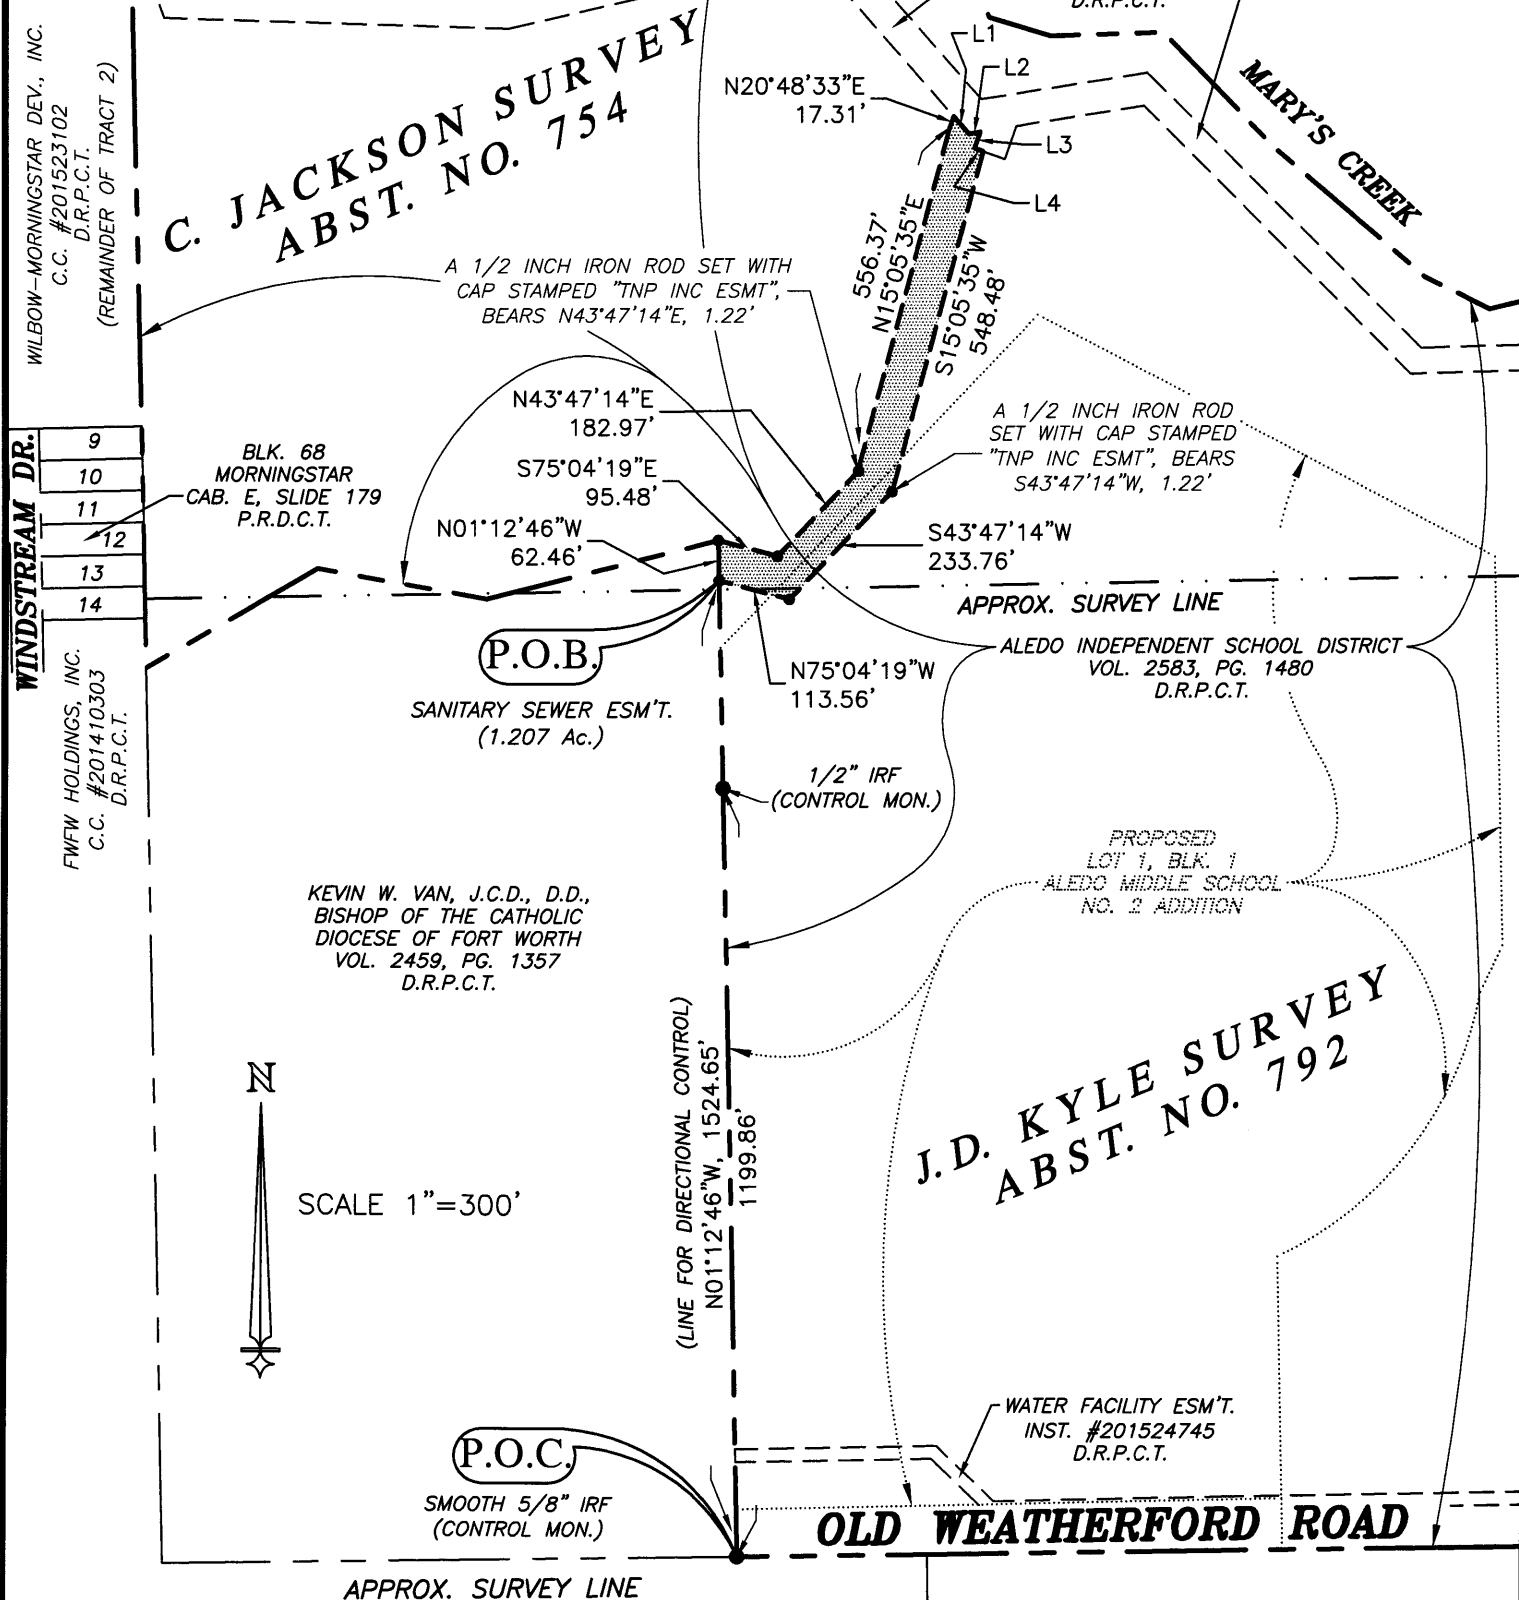 D.R.P.C.T.
WILBOW-MORNINGSTAR DEV., INC.
C.C. #201523102
D.R.P.C.T.
(REMAINDER OF TRACT 2)
C. JACKSON SURVEY
ABST. NO. 754
L1
L2
L3
L4
N20°48'33"E
17.31'
MARY'S CREEK
556.37'
N15°05'35"E
S15°05'35"W
548.48'
A 1/2 INCH IRON ROD SET WITH
CAP STAMPED "TNP INC ESMT",
BEARS N43°47'14"E, 1.22'
N43°47'14"E
182.97'
S75°04'19"E
95.48'
N01°12'46"W
62.46'
A 1/2 INCH IRON ROD
SET WITH CAP STAMPED
"TNP INC ESMT", BEARS
S43°47'14"W, 1.22'
S43°47'14"W
233.76'
WINDSTREAM DR.
9
10
11
12
13
14
BLK. 68
MORNINGSTAR
CAB. E, SLIDE 179
P.R.D.C.T.
APPROX. SURVEY LINE
P.O.B.
SANITARY SEWER ESM'T.
(1.207 Ac.)
N75°04'19"W
113.56'
ALEDO INDEPENDENT SCHOOL DISTRICT
VOL. 2583, PG. 1480
D.R.P.C.T.
FWFW HOLDINGS, INC.
C.C. #201410303
D.R.P.C.T.
1/2" IRF
(CONTROL MON.)
PROPOSED
LOT 1, BLK. 1
ALEDO MIDDLE SCHOOL
NO. 2 ADDITION
KEVIN W. VAN, J.C.D., D.D.,
BISHOP OF THE CATHOLIC
DIOCESE OF FORT WORTH
VOL. 2459, PG. 1357
D.R.P.C.T.
(LINE FOR DIRECTIONAL CONTROL)
N01°12'46"W, 1524.65'
1199.86'
J.D. KYLE SURVEY
ABST. NO. 792
N
SCALE 1"=300'
WATER FACILITY ESM'T.
INST. #201524745
D.R.P.C.T.
P.O.C.
SMOOTH 5/8" IRF
(CONTROL MON.)
OLD WEATHERFORD ROAD
APPROX. SURVEY LINE